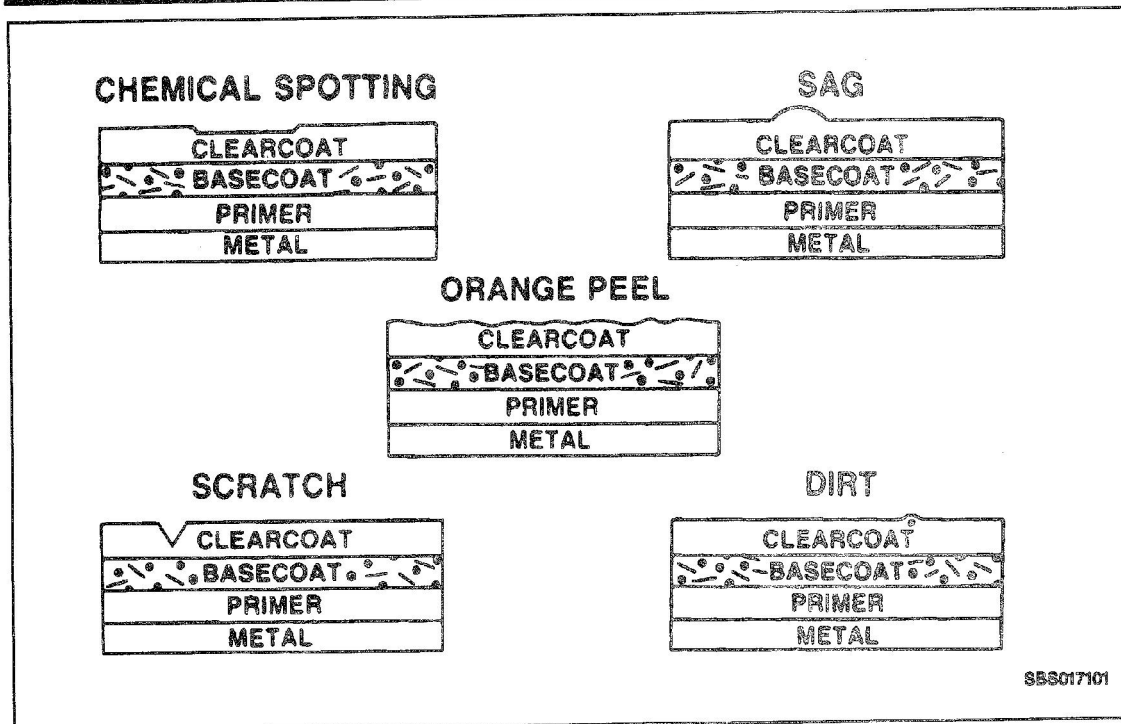 CHEMICAL SPOTTING
CLEARCOAT
BASECOAT
PRIMER
METAL
SAG
CLEARCOAT
BASECOAT
PRIMER
METAL
ORANGE PEEL
CLEARCOAT
BASECOAT
PRIMER
METAL
SCRATCH
CLEARCOAT
BASECOAT
PRIMER
METAL
DIRT
CLEARCOAT
BASECOAT
PRIMER
METAL
SBS017101